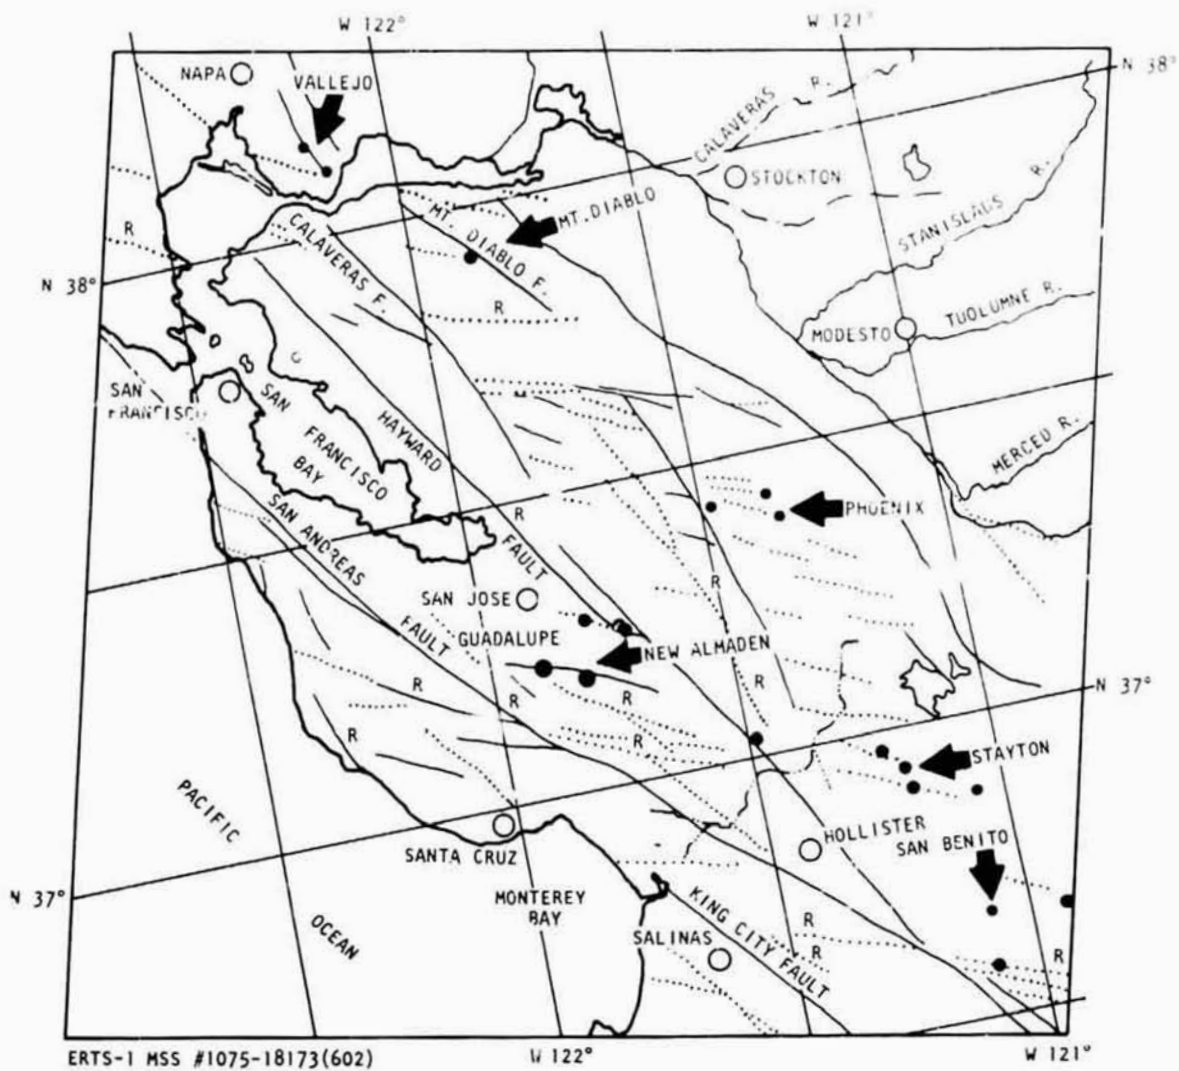 W 122°
W 121°
N 38°
NAPA
VALLEJO
CALAVERAS R.
STOCKTON
STANISLAUS R.
MT. DIABLO
MT. DIABLO F.
CALAVERAS F.
R
N 38°
R
TUOLUMNE R.
MODESTO
SAN FRANCISCO
SAN FRANCISCO BAY
HAYWARD FAULT
MERCED R.
PHOENIX
R
SAN ANDREAS FAULT
R
SAN JOSE
GUADALUPE
NEW ALMADEN
R
R
R
R
N 37°
R
R
STAYTON
PACIFIC OCEAN
HOLLISTER
SAN BENITO
SANTA CRUZ
MONTEREY BAY
N 37°
KING CITY FAULT
SALINAS
R
R
R
ERTS-1 MSS #1075-18173(602)
W 122°
W 121°